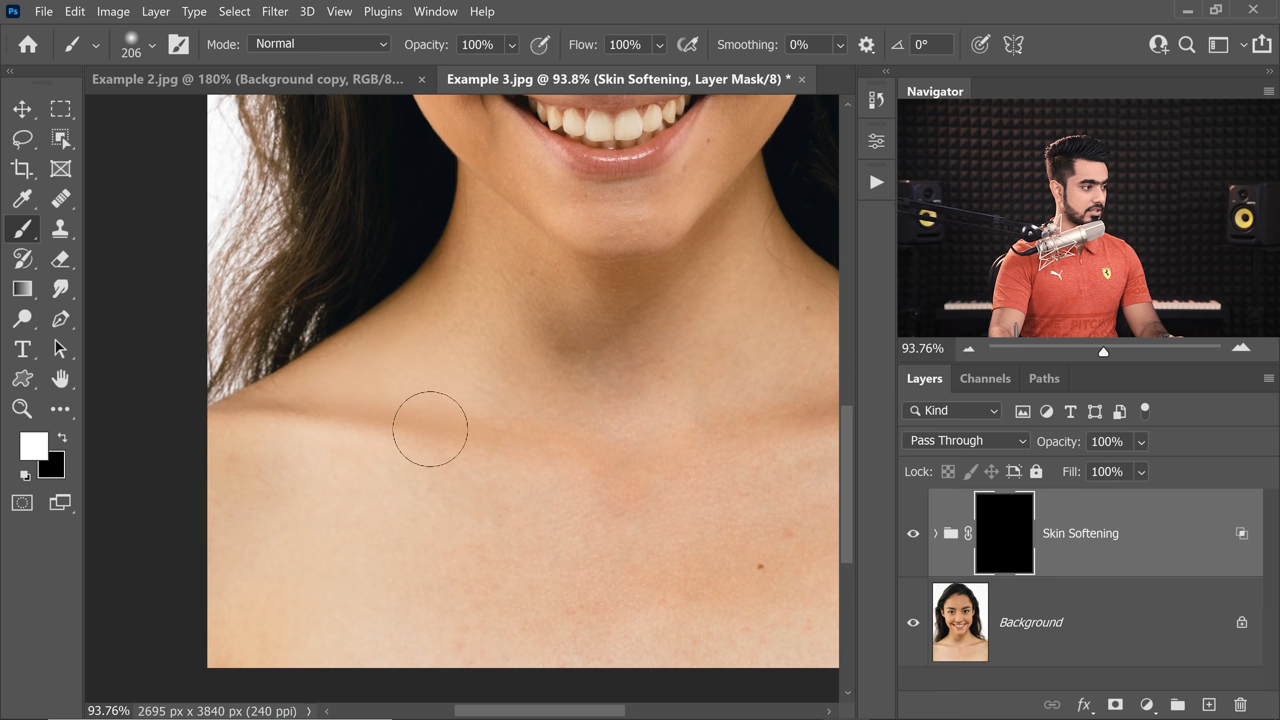 Ps File Edit Image Layer Type Select Filter 3D View Plugins Window Help
206 Mode: Normal Opacity: 100% Flow: 100% Smoothing: 0% 0°
Example 2.jpg @ 180% (Background copy, RGB/8... × Example 3.jpg @ 93.8% (Skin Softening, Layer Mask/8) * ×
Navigator
93.76%
Layers Channels Paths
Kind
Pass Through Opacity: 100%
Lock: Fill: 100%
Skin Softening
Background
fx
93.76% 2695 px x 3840 px (240 ppi)